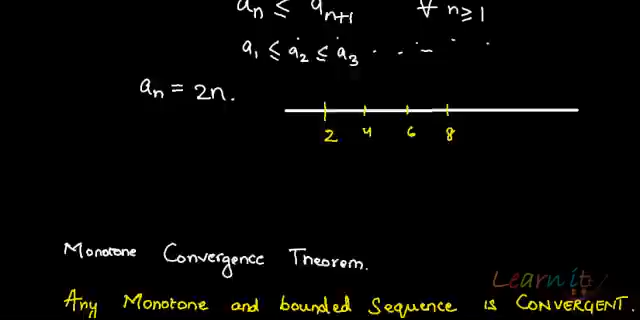 aₙ ≤ aₙ₊₁ ∀ n ≥ 1
a₁ ≤ a₂ ≤ a₃ . . . .
aₙ = 2n.
2 4 6 8
Monotone Convergence Theorem.
Learnit
Any Monotone and bounded Sequence is CONVERGENT.